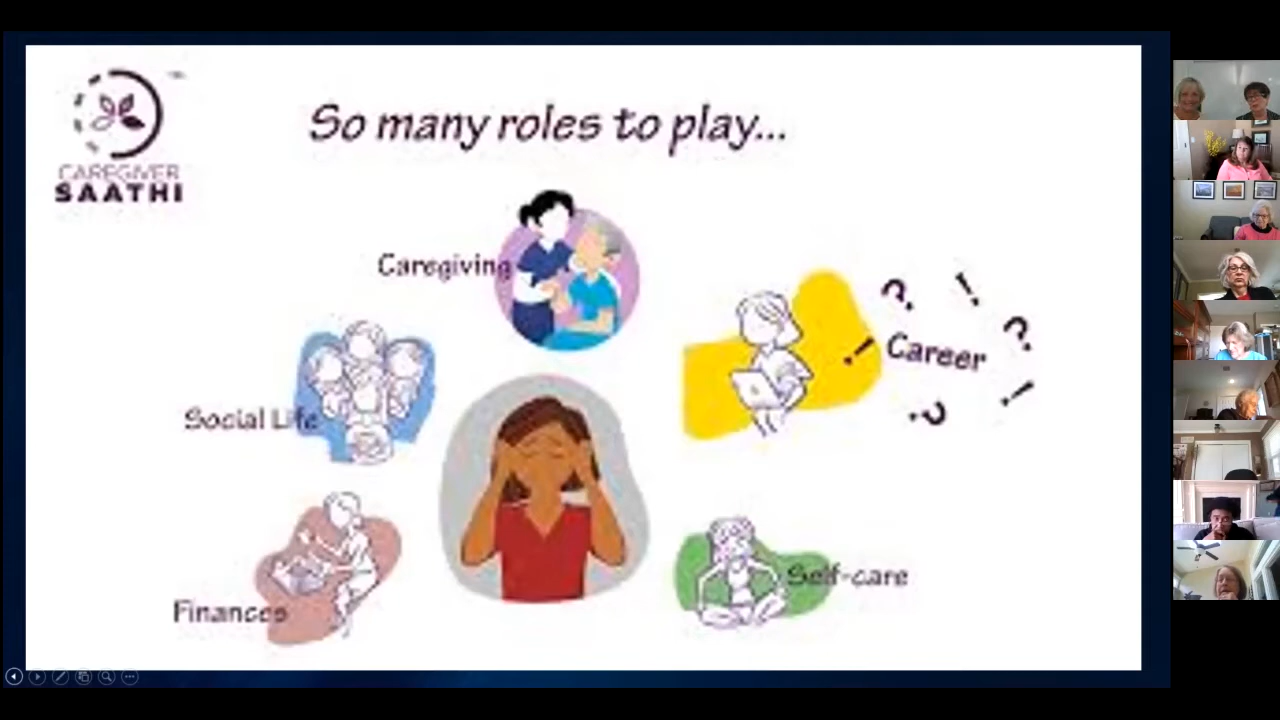 CAREGIVER
SAATHI
So many roles to play...
Caregiving
? ! ?
! Career
? !
Social Life
Self-care
Finances